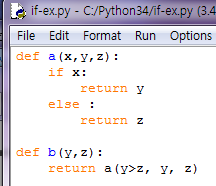 if-ex.py - C:/Python34/if-ex.py (3.4
File Edit Format Run Options
def a(x,y,z):
    if x:
        return y
    else :
        return z
def b(y,z):
    return a(y>z, y, z)